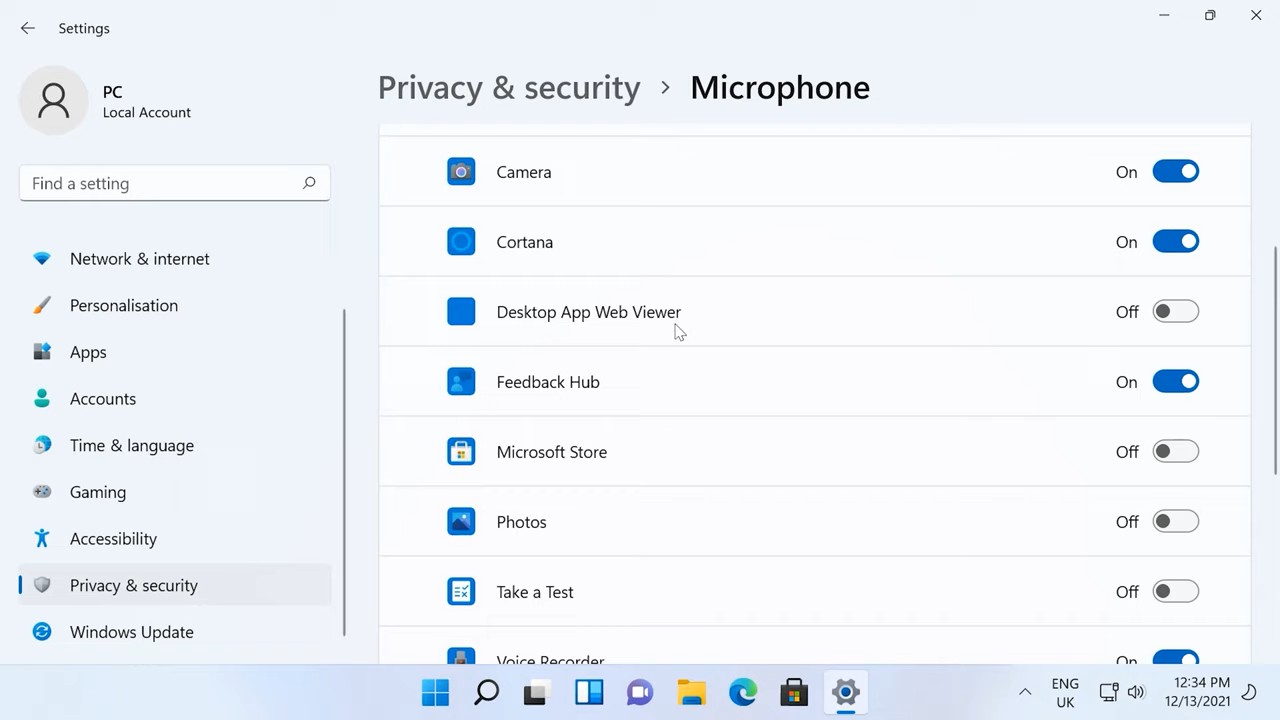 Settings
PC
Local Account
Find a setting
Network & internet
Personalisation
Apps
Accounts
Time & language
Gaming
Accessibility
Privacy & security
Windows Update
Privacy & security > Microphone
Camera On
Cortana On
Desktop App Web Viewer Off
Feedback Hub On
Microsoft Store Off
Photos Off
Take a Test Off
Voice Recorder On
ENG
UK
12:34 PM
12/13/2021